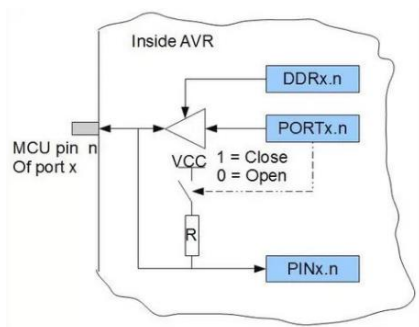 Inside AVR
DDRx.n
PORTx.n
MCU pin n
Of port x
VCC
1 = Close
0 = Open
R
PINx.n